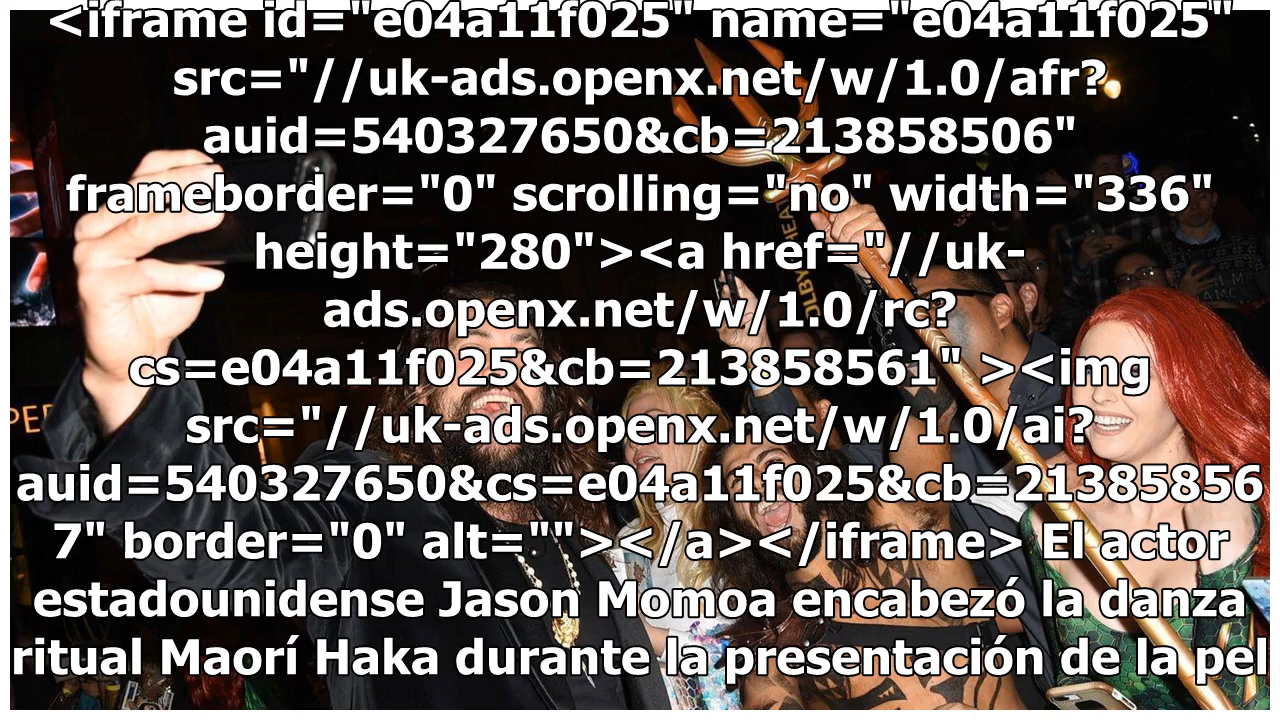 <iframe id="e04a11f025" name="e04a11f025"
src="//uk-ads.openx.net/w/1.0/afr?
auid=540327650&cb=213858506"
frameborder="0" scrolling="no" width="336"
height="280"><a href="//uk-
ads.openx.net/w/1.0/rc?
cs=e04a11f025&cb=213858561" ><img
src="//uk-ads.openx.net/w/1.0/ai?
auid=540327650&cs=e04a11f025&cb=21385856
7" border="0" alt=""></a></iframe> El actor
estadounidense Jason Momoa encabezó la danza
ritual Maorí Haka durante la presentación de la pel